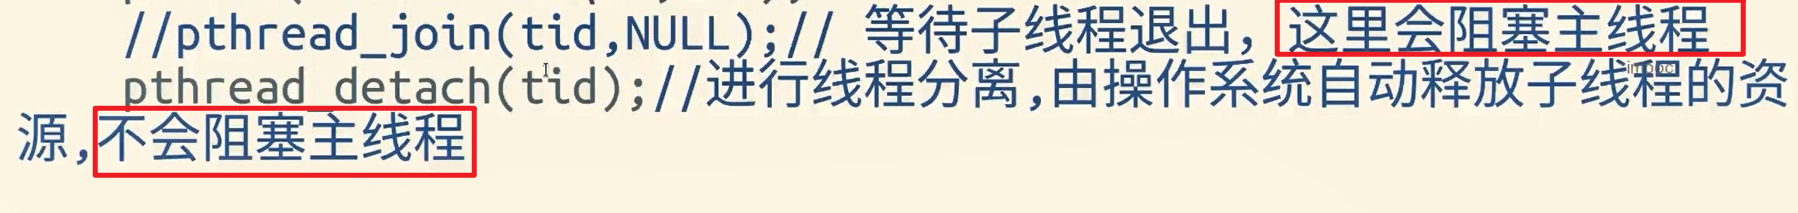 //pthread_join(tid,NULL);// 等待子线程退出, 这里会阻塞主线程
pthread_detach(tid);//进行线程分离,由操作系统自动释放子线程的资
源,不会阻塞主线程